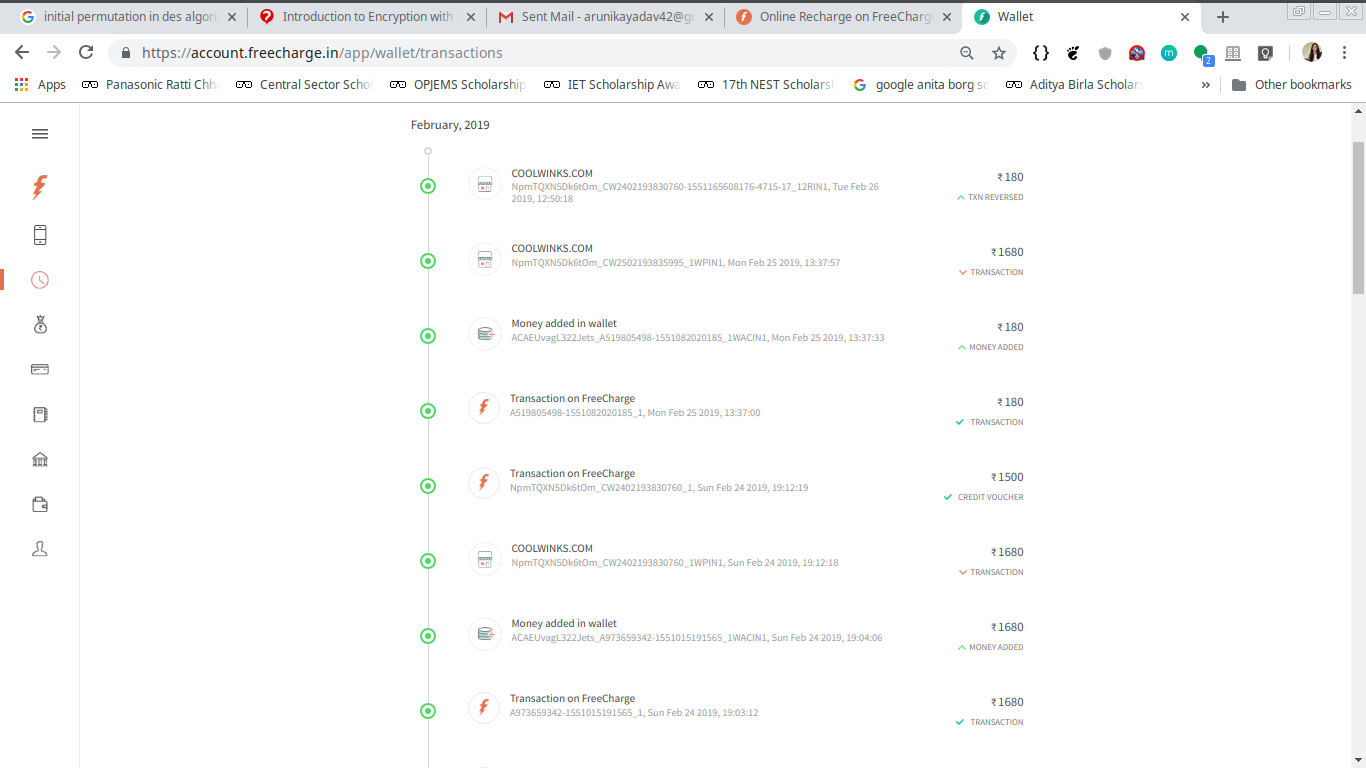 initial permutation in des algori
Introduction to Encryption with
Sent Mail - arunikayadav42@g
Online Recharge on FreeCharg
Wallet
https://account.freecharge.in/app/wallet/transactions
2
Apps
Panasonic Ratti Chh
Central Sector Scho
OPJEMS Scholarship
IET Scholarship Awa
17th NEST Scholars
google anita borg sc
Aditya Birla Scholar
»
Other bookmarks
February, 2019
COOLWINKS.COM
₹ 180
NpmTQXN5Dk6tOm_CW2402193830760-1551165608176-4715-17_12RIN1, Tue Feb 26
2019, 12:50:18
TXN REVERSED
COOLWINKS.COM
₹ 1680
NpmTQXN5Dk6tOm_CW2502193835995_1WPIN1, Mon Feb 25 2019, 13:37:57
TRANSACTION
Money added in wallet
₹ 180
ACAEUvagL322Jets_A519805498-1551082020185_1WACIN1, Mon Feb 25 2019, 13:37:33
MONEY ADDED
Transaction on FreeCharge
₹ 180
A519805498-1551082020185_1, Mon Feb 25 2019, 13:37:00
TRANSACTION
Transaction on FreeCharge
₹ 1500
NpmTQXN5Dk6tOm_CW2402193830760_1, Sun Feb 24 2019, 19:12:19
CREDIT VOUCHER
COOLWINKS.COM
₹ 1680
NpmTQXN5Dk6tOm_CW2402193830760_1WPIN1, Sun Feb 24 2019, 19:12:18
TRANSACTION
Money added in wallet
₹ 1680
ACAEUvagL322Jets_A973659342-1551015191565_1WACIN1, Sun Feb 24 2019, 19:04:06
MONEY ADDED
Transaction on FreeCharge
₹ 1680
A973659342-1551015191565_1, Sun Feb 24 2019, 19:03:12
TRANSACTION